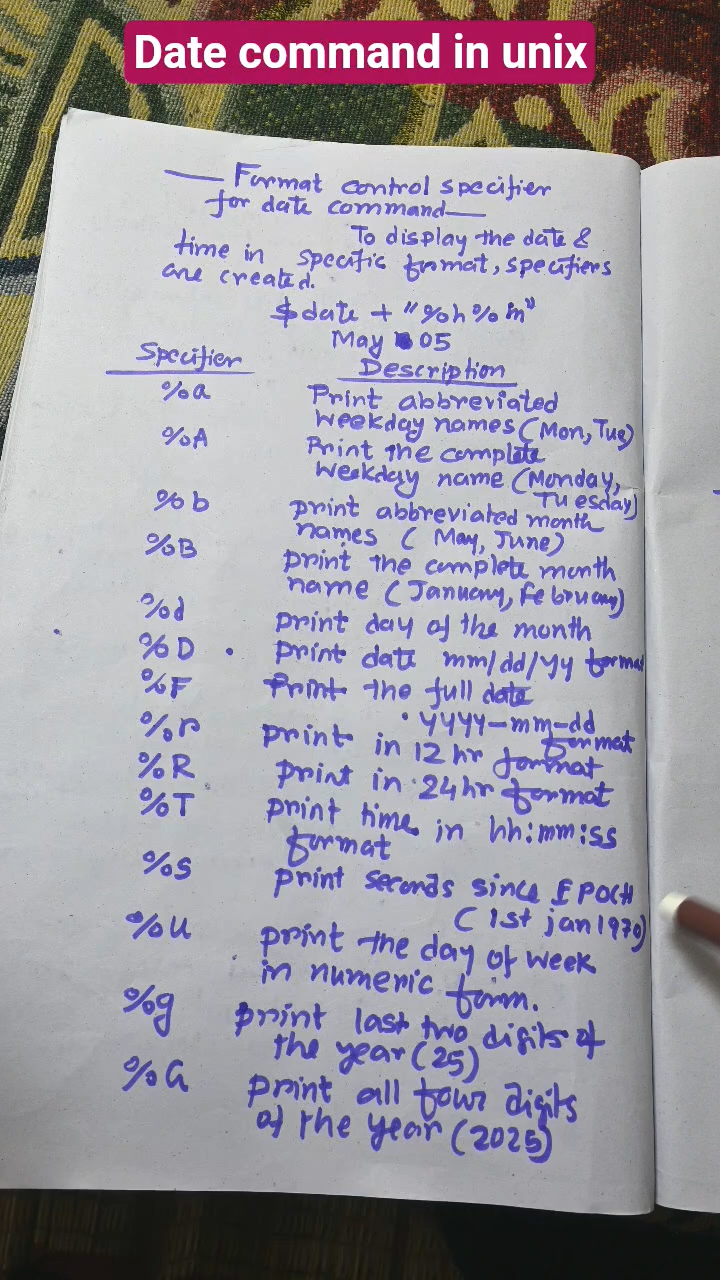 Date command in unix
— Format control specifier
for date command —
To display the date &
time in specific format, specifiers
are created.
$ date + "%h %m"
May 05
Specifier Description
%a Print abbreviated
weekday names (Mon, Tue)
%A Print the complete
weekday name (Monday,
Tuesday)
%b print abbreviated month
names ( May, June)
%B print the complete month
name ( January, February)
%d print day of the month
%D . print date mm/dd/yy format
%F Print the full date
yyyy-mm-dd
format
%r print in 12 hr format
%R print in 24 hr format
%T print time in hh:mm:ss
format
%s print seconds since EPOCH
( 1st jan 1970)
%u print the day of week
in numeric form.
%g print last two digits of
the year (25)
%G print all four digits
of the year (2025)